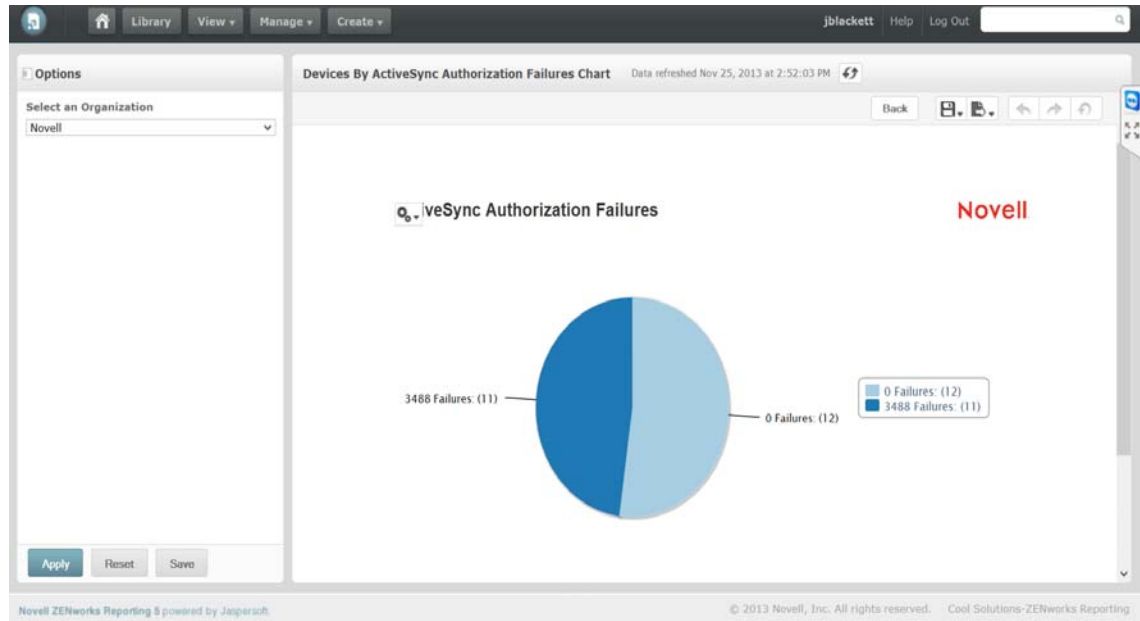 Library View Manage Create
jblackett Help Log Out
Options
Select an Organization
Novell
Apply Reset Save
Devices By ActiveSync Authorization Failures Chart Data refreshed Nov 25, 2013 at 2:52:03 PM
Back
iveSync Authorization Failures
Novell
3488 Failures: (11)
0 Failures: (12)
0 Failures: (12)
3488 Failures: (11)
Novell ZENworks Reporting 5 powered by Jaspersoft.
© 2013 Novell, Inc. All rights reserved. Cool Solutions-ZENworks Reporting